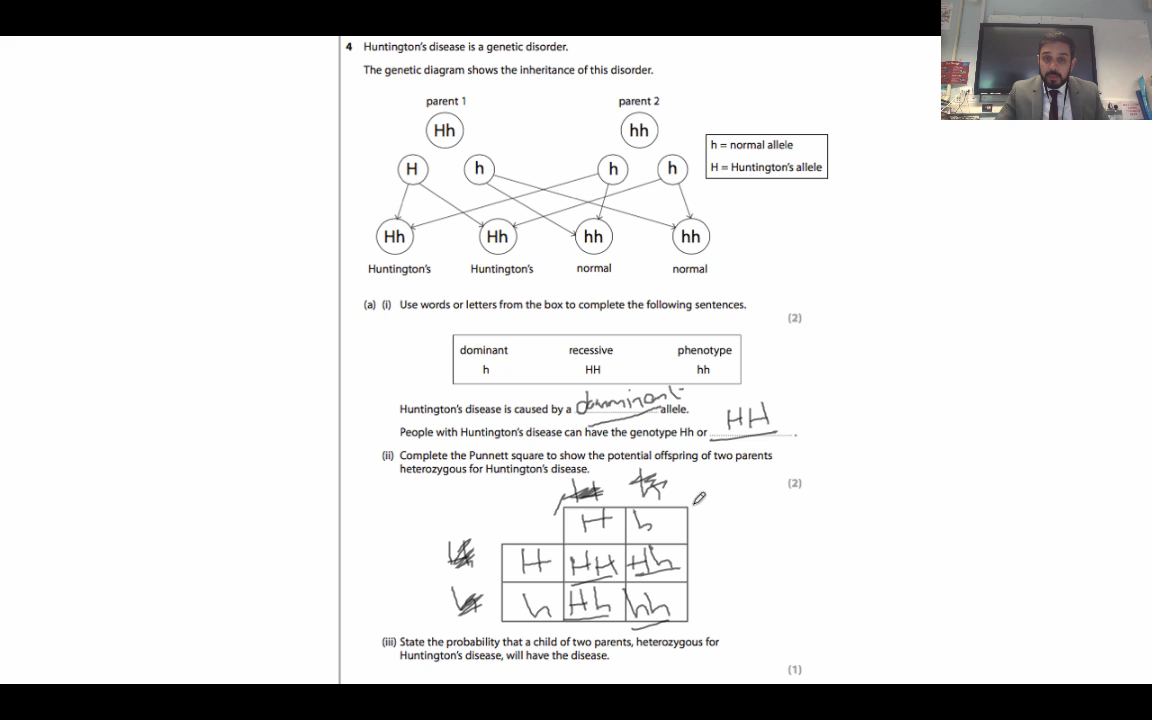 4 Huntington's disease is a genetic disorder.
The genetic diagram shows the inheritance of this disorder.
parent 1 parent 2
Hh hh
h = normal allele
H = Huntington's allele
H h h h
Hh Hh hh hh
Huntington's Huntington's normal normal
(a) (i) Use words or letters from the box to complete the following sentences.
(2)
dominant recessive phenotype
h HH hh
Huntington's disease is caused by a dominant allele.
People with Huntington's disease can have the genotype Hh or HH.
(ii) Complete the Punnett square to show the potential offspring of two parents
heterozygous for Huntington's disease.
(2)
H h
H HH Hh
h Hh hh
(iii) State the probability that a child of two parents, heterozygous for
Huntington's disease, will have the disease.
(1)